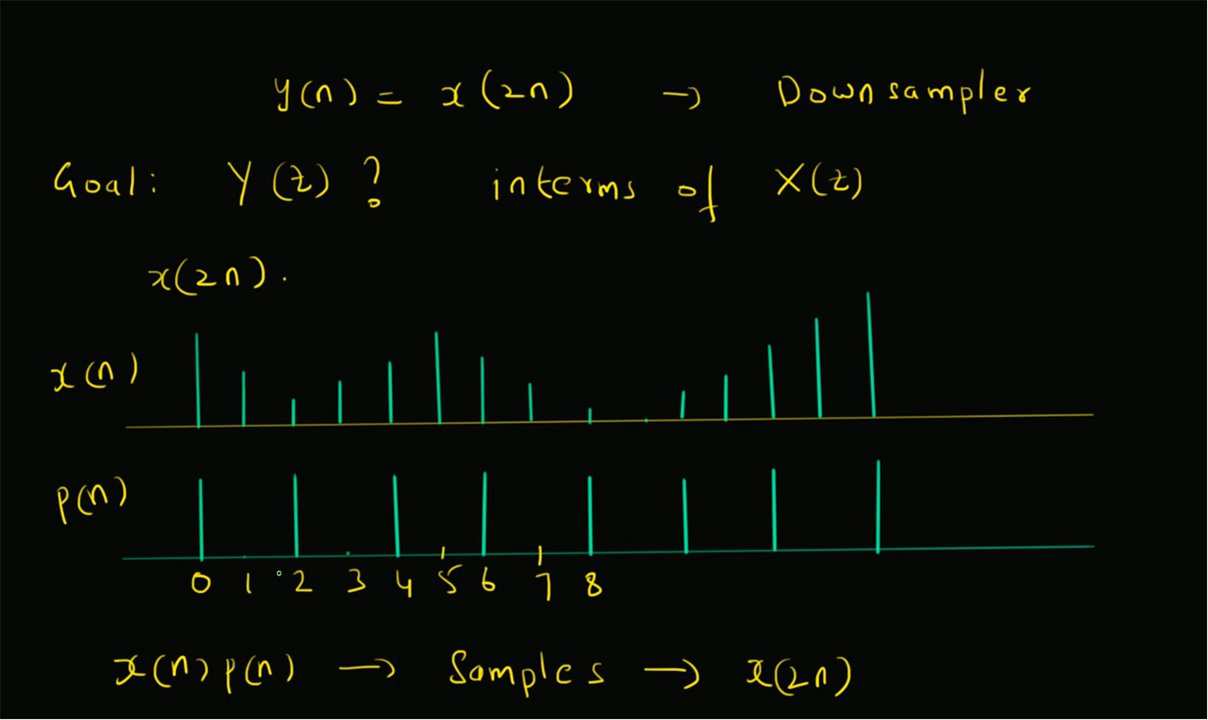 y(n) = x(2n) → Downsampler
Goal: Y(z)? interms of X(z)
x(2n).
x(n)
p(n)
0 1 2 3 4 5 6 7 8
x(n) p(n) → Samples → x(2n)